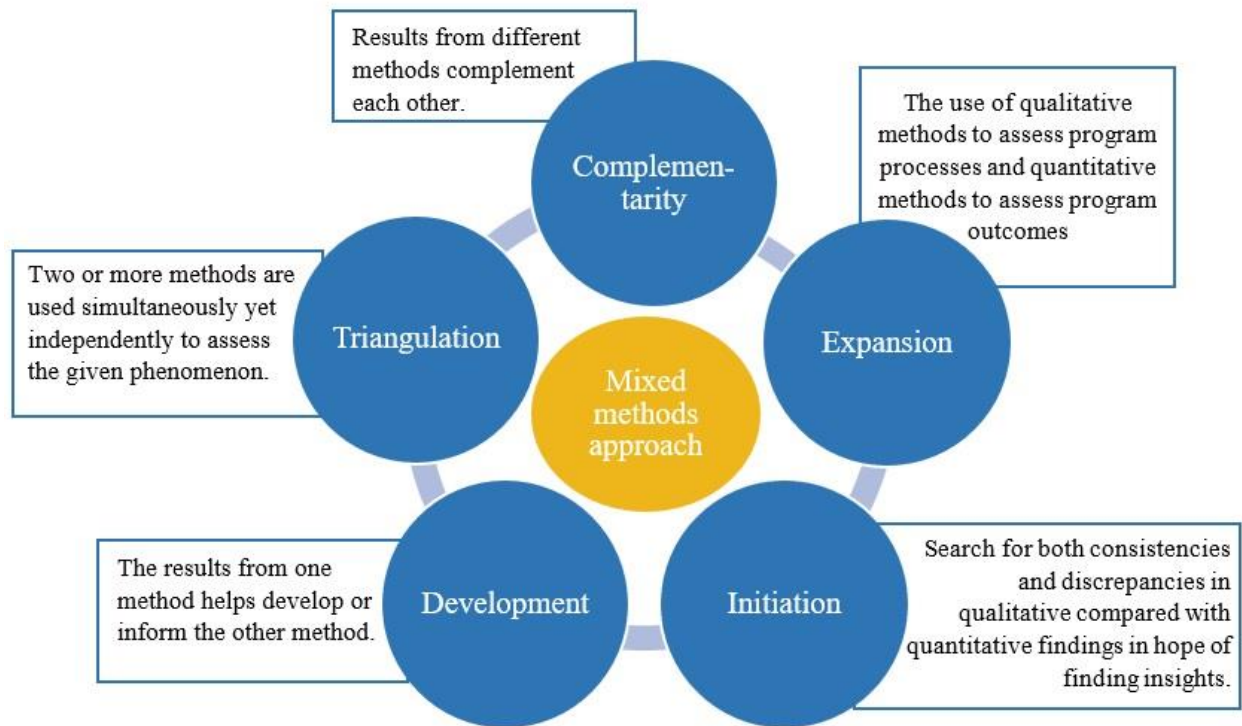 Results from different
methods complement
each other.
Complemen-
tarity
The use of qualitative
methods to assess program
processes and quantitative
methods to assess program
outcomes
Two or more methods are
used simultaneously yet
independently to assess
the given phenomenon.
Triangulation
Expansion
Mixed
methods
approach
The results from one
method helps develop or
inform the other method.
Development
Initiation
Search for both consistencies
and discrepancies in
qualitative compared with
quantitative findings in hope of
finding insights.